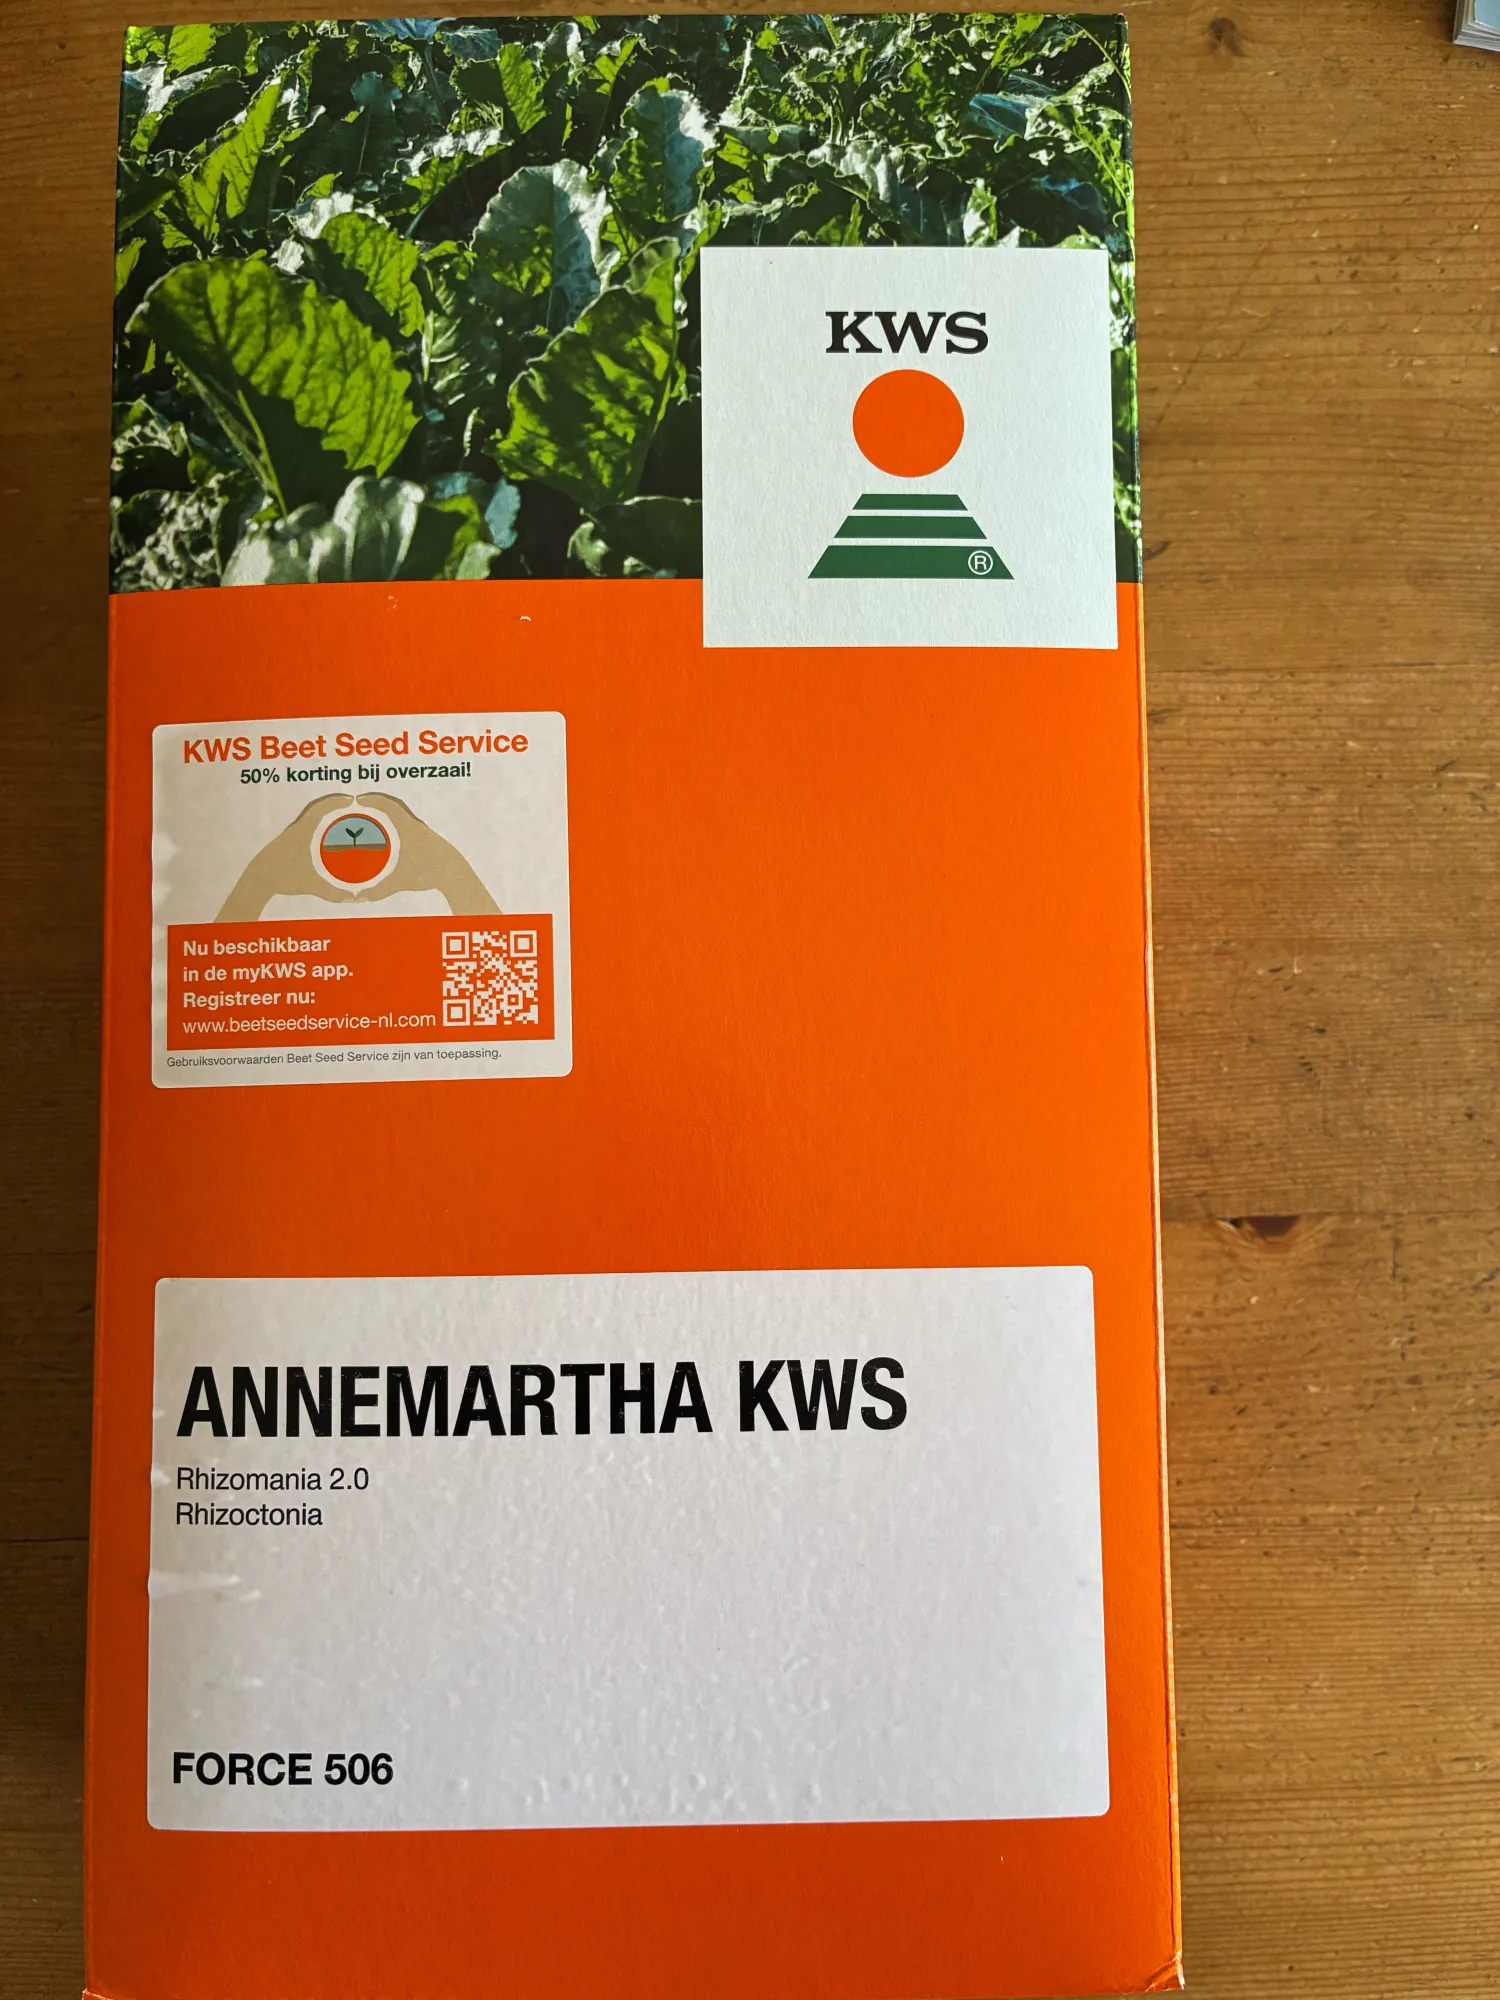 KWS
®
KWS Beet Seed Service
50% korting bij overzaai!
Nu beschikbaar
in de myKWS app.
Registreer nu:
www.beetseedservice-nl.com
Gebruiksvoorwaarden Beet Seed Service zijn van toepassing.
ANNEMARTHA KWS
Rhizomania 2.0
Rhizoctonia
FORCE 506